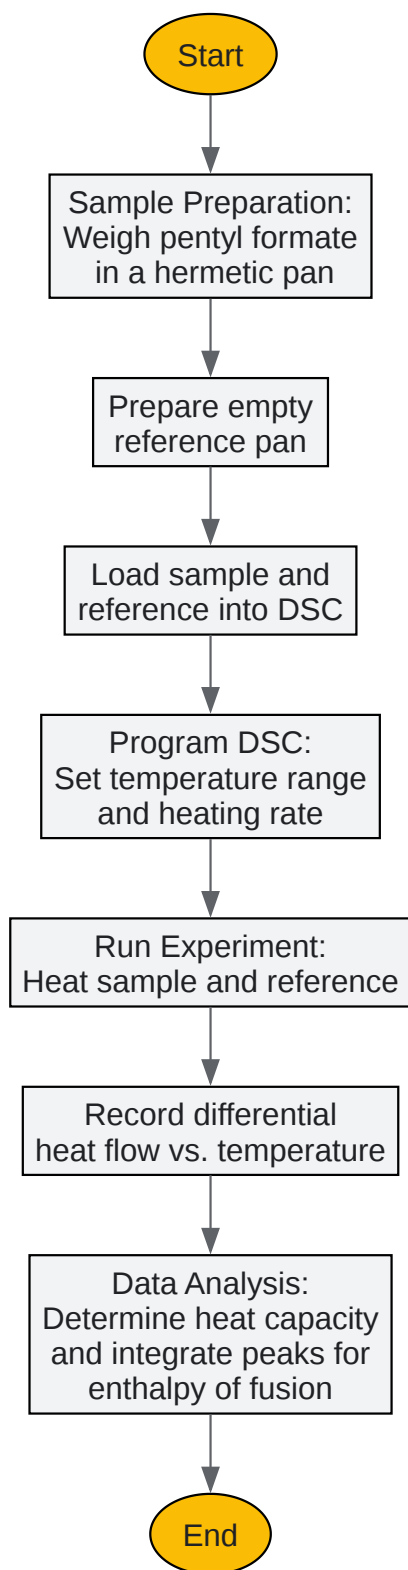 Start
Sample Preparation:
Weigh pentyl formate
in a hermetic pan
Prepare empty
reference pan
Load sample and
reference into DSC
Program DSC:
Set temperature range
and heating rate
Run Experiment:
Heat sample and reference
Record differential
heat flow vs. temperature
Data Analysis:
Determine heat capacity
and integrate peaks for
enthalpy of fusion
End